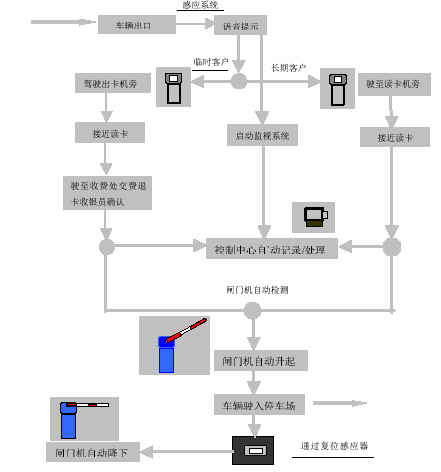 感应系统
车辆出口
语音提示
临时客户
长期客户
驾驶出卡机旁
驶至读卡机旁
接近读卡
启动监视系统
接近读卡
驶至收费处交费退
卡收银员确认
控制中心自动记录/处理
闸门机自动检测
闸门机自动升起
车辆驶入停车场
通过复位感应器
闸门机自动降下